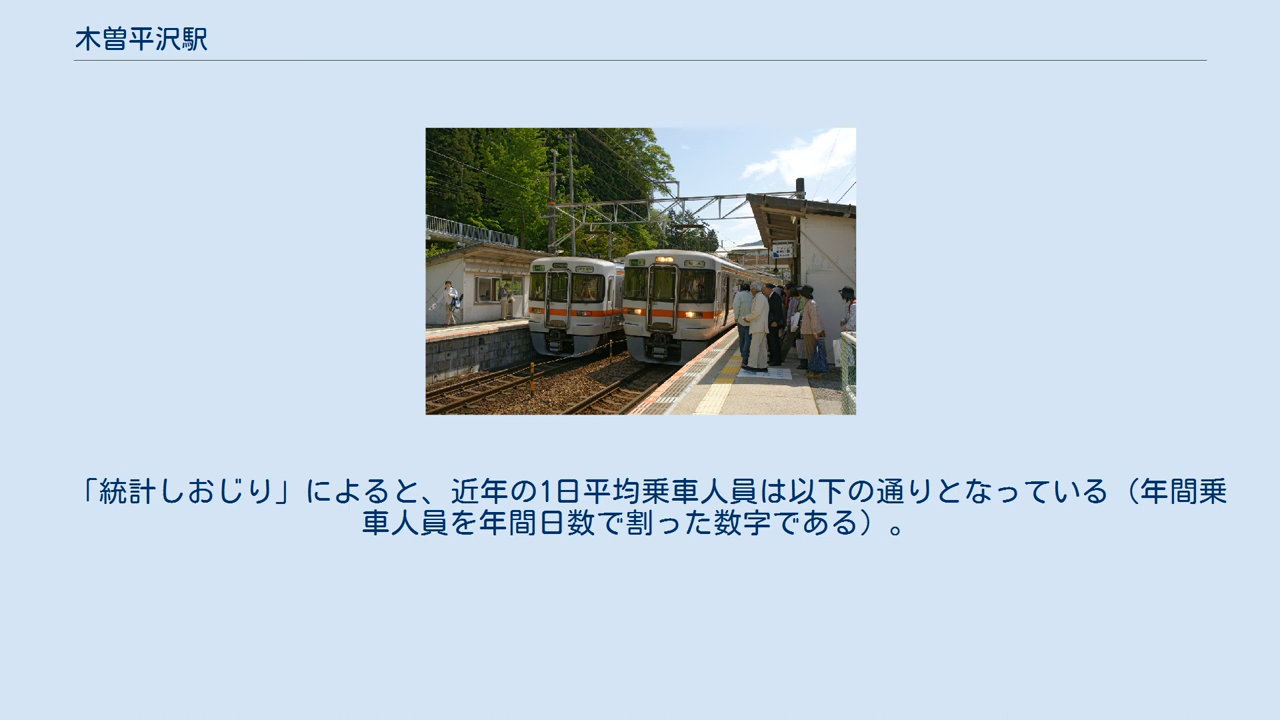 木曽平沢駅
「統計しおじり」によると、近年の1日平均乗車人員は以下の通りとなっている（年間乗
車人員を年間日数で割った数字である）。